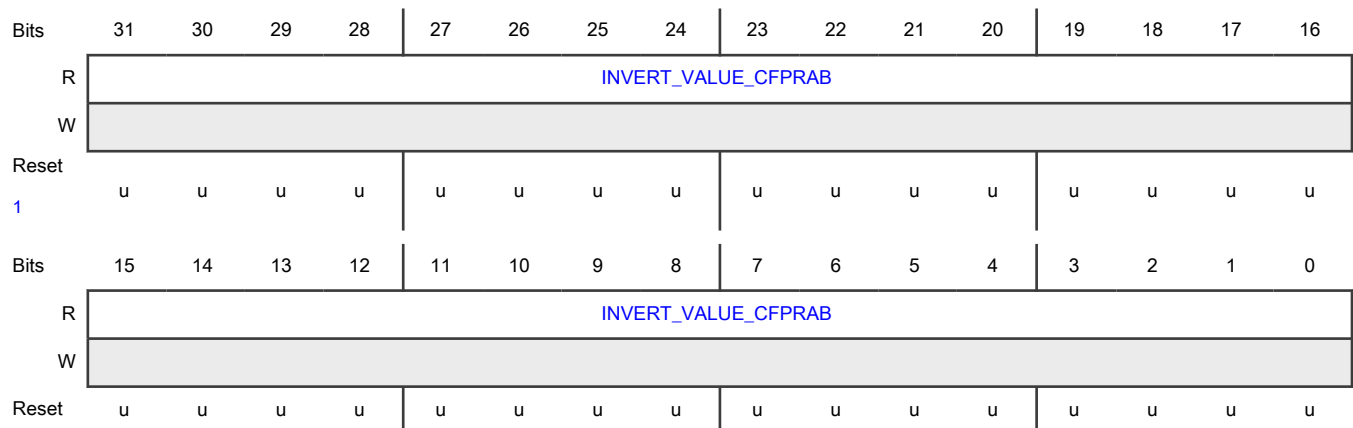 Bits 31 30 29 28 27 26 25 24 23 22 21 20 19 18 17 16
R INVERT_VALUE_CFPRAB
W
Reset
1 u u u u u u u u u u u u u u u u
Bits 15 14 13 12 11 10 9 8 7 6 5 4 3 2 1 0
R INVERT_VALUE_CFPRAB
W
Reset u u u u u u u u u u u u u u u u